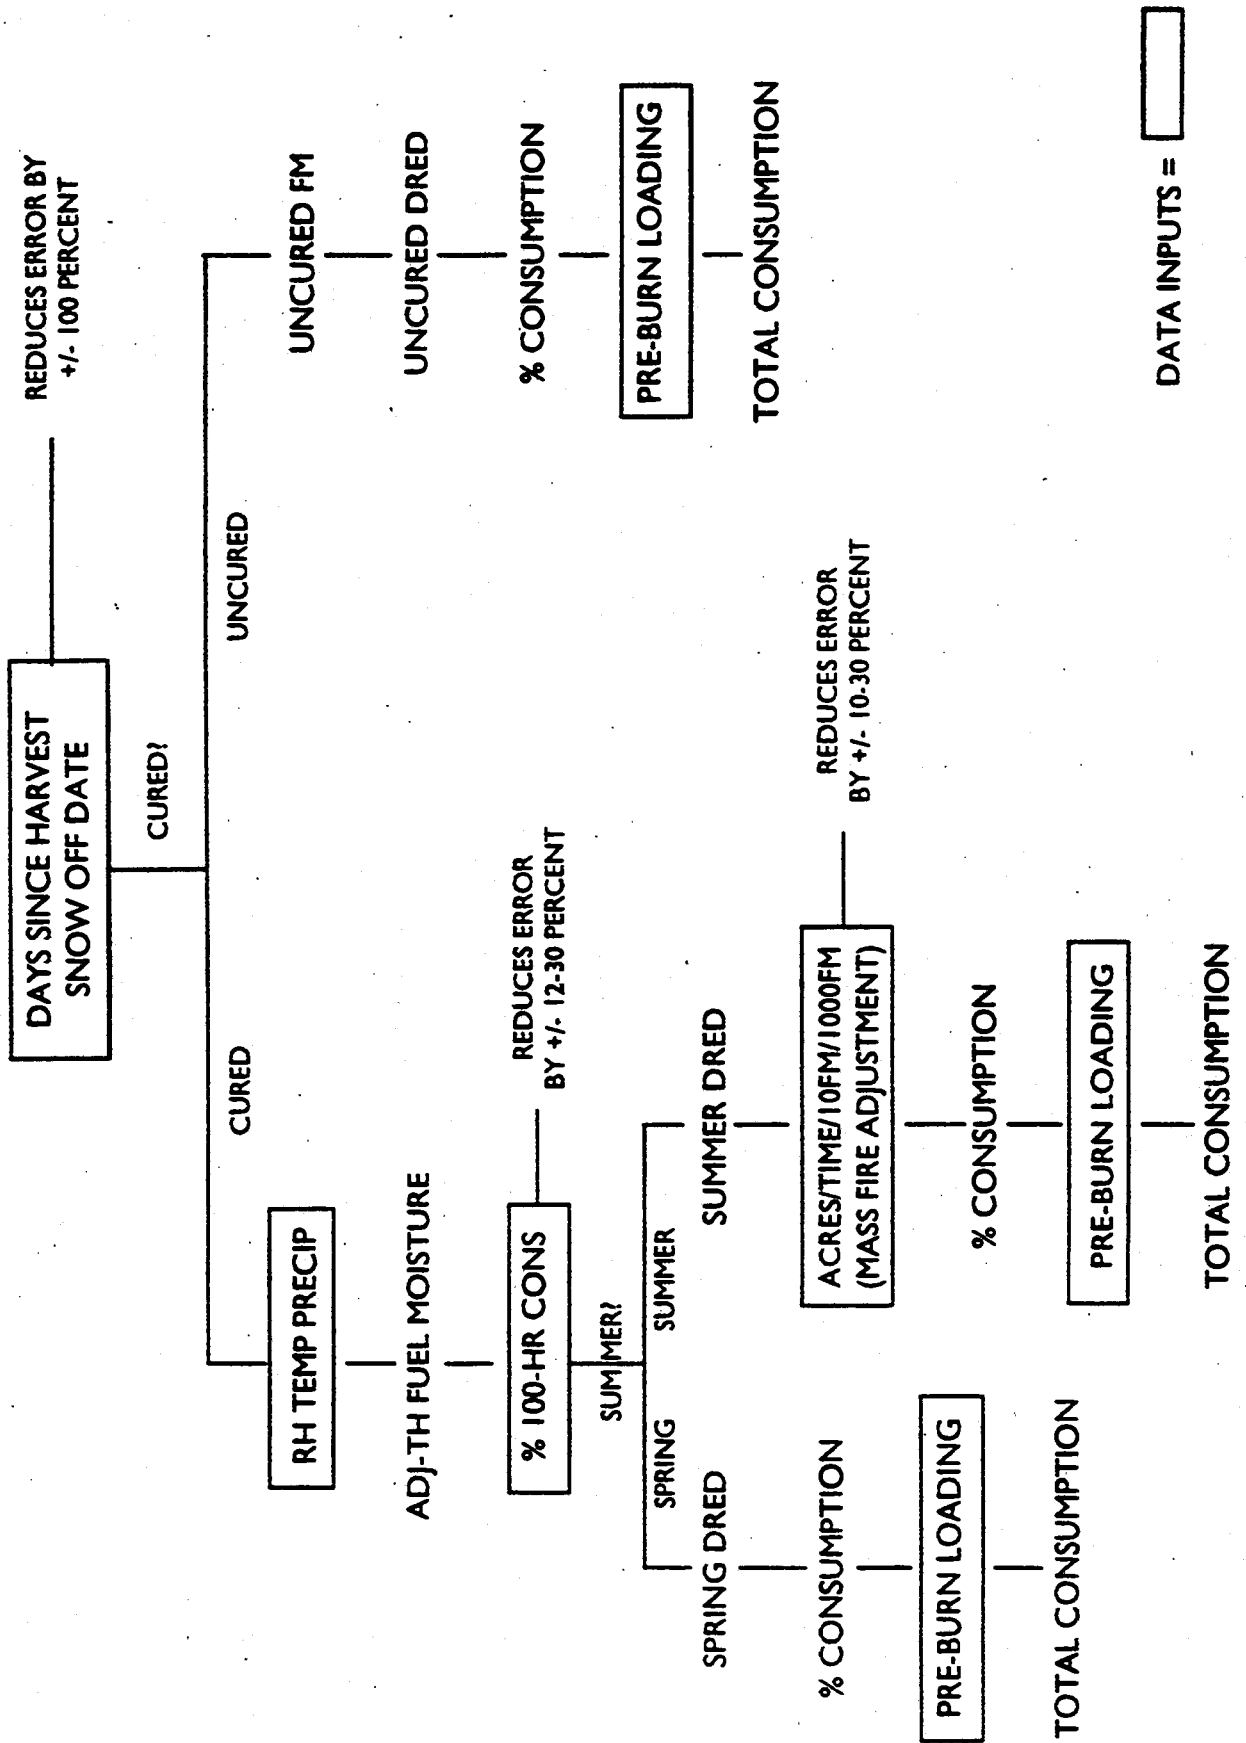 DAYS SINCE HARVEST
SNOW OFF DATE
REDUCES ERROR BY
+/- 100 PERCENT
CURED?
CURED
UNCURED
RH TEMP PRECIP
ADJ-TH FUEL MOISTURE
% 100-HR CONS
REDUCES ERROR
BY +/- 12-30 PERCENT
SUMMER?
SPRING
SUMMER
SPRING DRED
% CONSUMPTION
PRE-BURN LOADING
TOTAL CONSUMPTION
SUMMER DRED
ACRES/TIME/10FM/1000FM
(MASS FIRE ADJUSTMENT)
REDUCES ERROR
BY +/- 10-30 PERCENT
% CONSUMPTION
PRE-BURN LOADING
TOTAL CONSUMPTION
UNCURED FM
UNCURED DRED
% CONSUMPTION
PRE-BURN LOADING
TOTAL CONSUMPTION
DATA INPUTS =